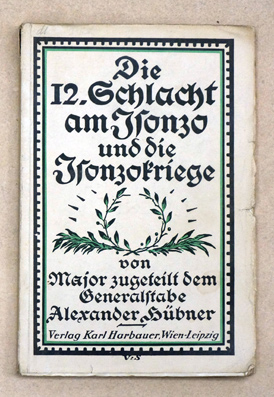 Die
12. Schlacht
am Isonzo
und die
Isonzokriege
von
Major zugeteilt dem
Generalstabe
Alexander Hübner
Verlag Karl Harbauer, Wien-Leipzig